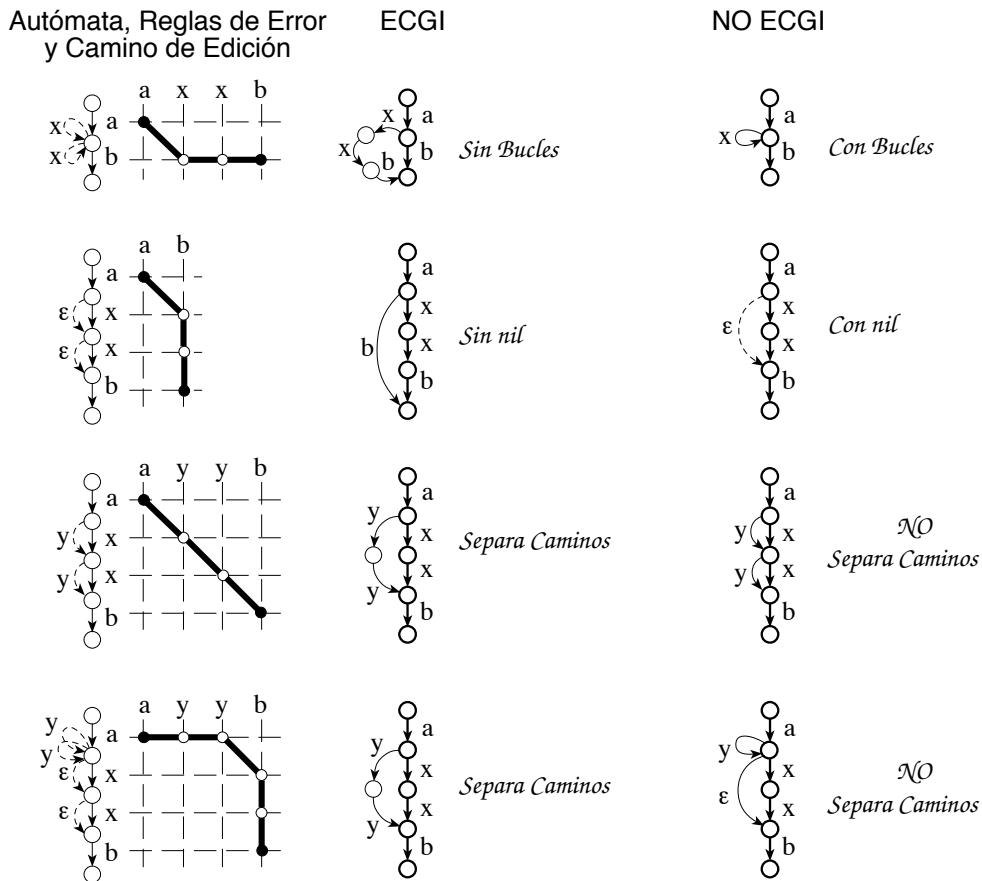 Autómata, Reglas de Error
y Camino de Edición
ECGI
NO ECGI
a x x b
x
x
a
b
x
x
b
a
b
Sin Bucles
x
a
b
Con Bucles
a b
a
x
x
b
ε
ε
a
x
x
b
b
Sin nil
a
x
x
b
ε
Con nil
a y y b
a
x
x
b
y
y
a
x
x
b
y
y
Separa Caminos
a
x
x
b
y
y
NO
Separa Caminos
a y y b
y
y
a
ε
x
ε
x
b
a
x
x
b
y
y
Separa Caminos
a
x
x
b
y
ε
NO
Separa Caminos